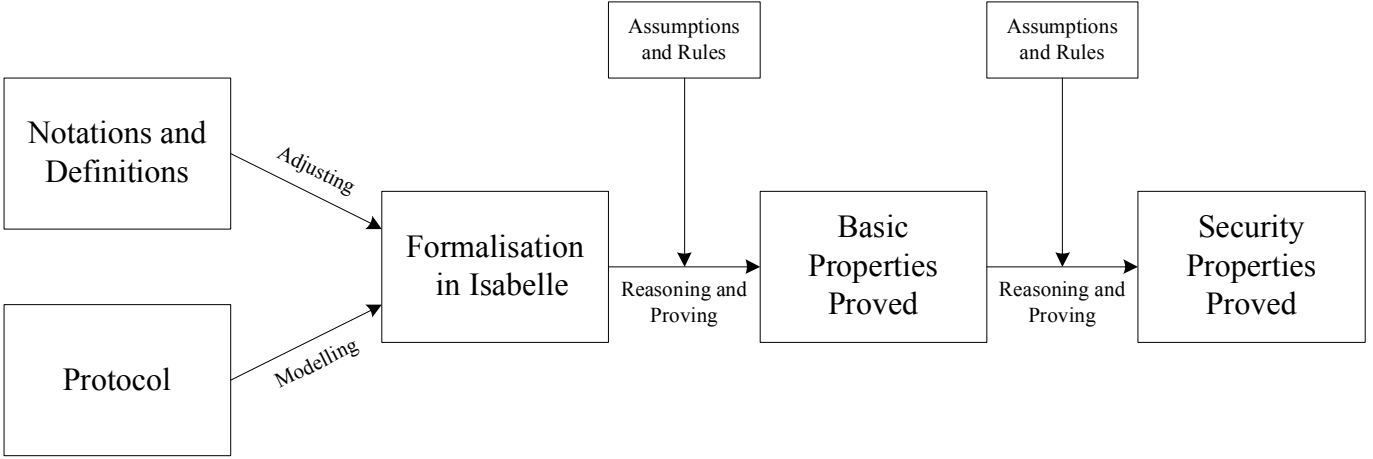 Assumptions
and Rules
Assumptions
and Rules
Notations and
Definitions
Adjusting
Formalisation
in Isabelle
Basic
Properties
Proved
Security
Properties
Proved
Reasoning and
Proving
Reasoning and
Proving
Protocol
Modelling